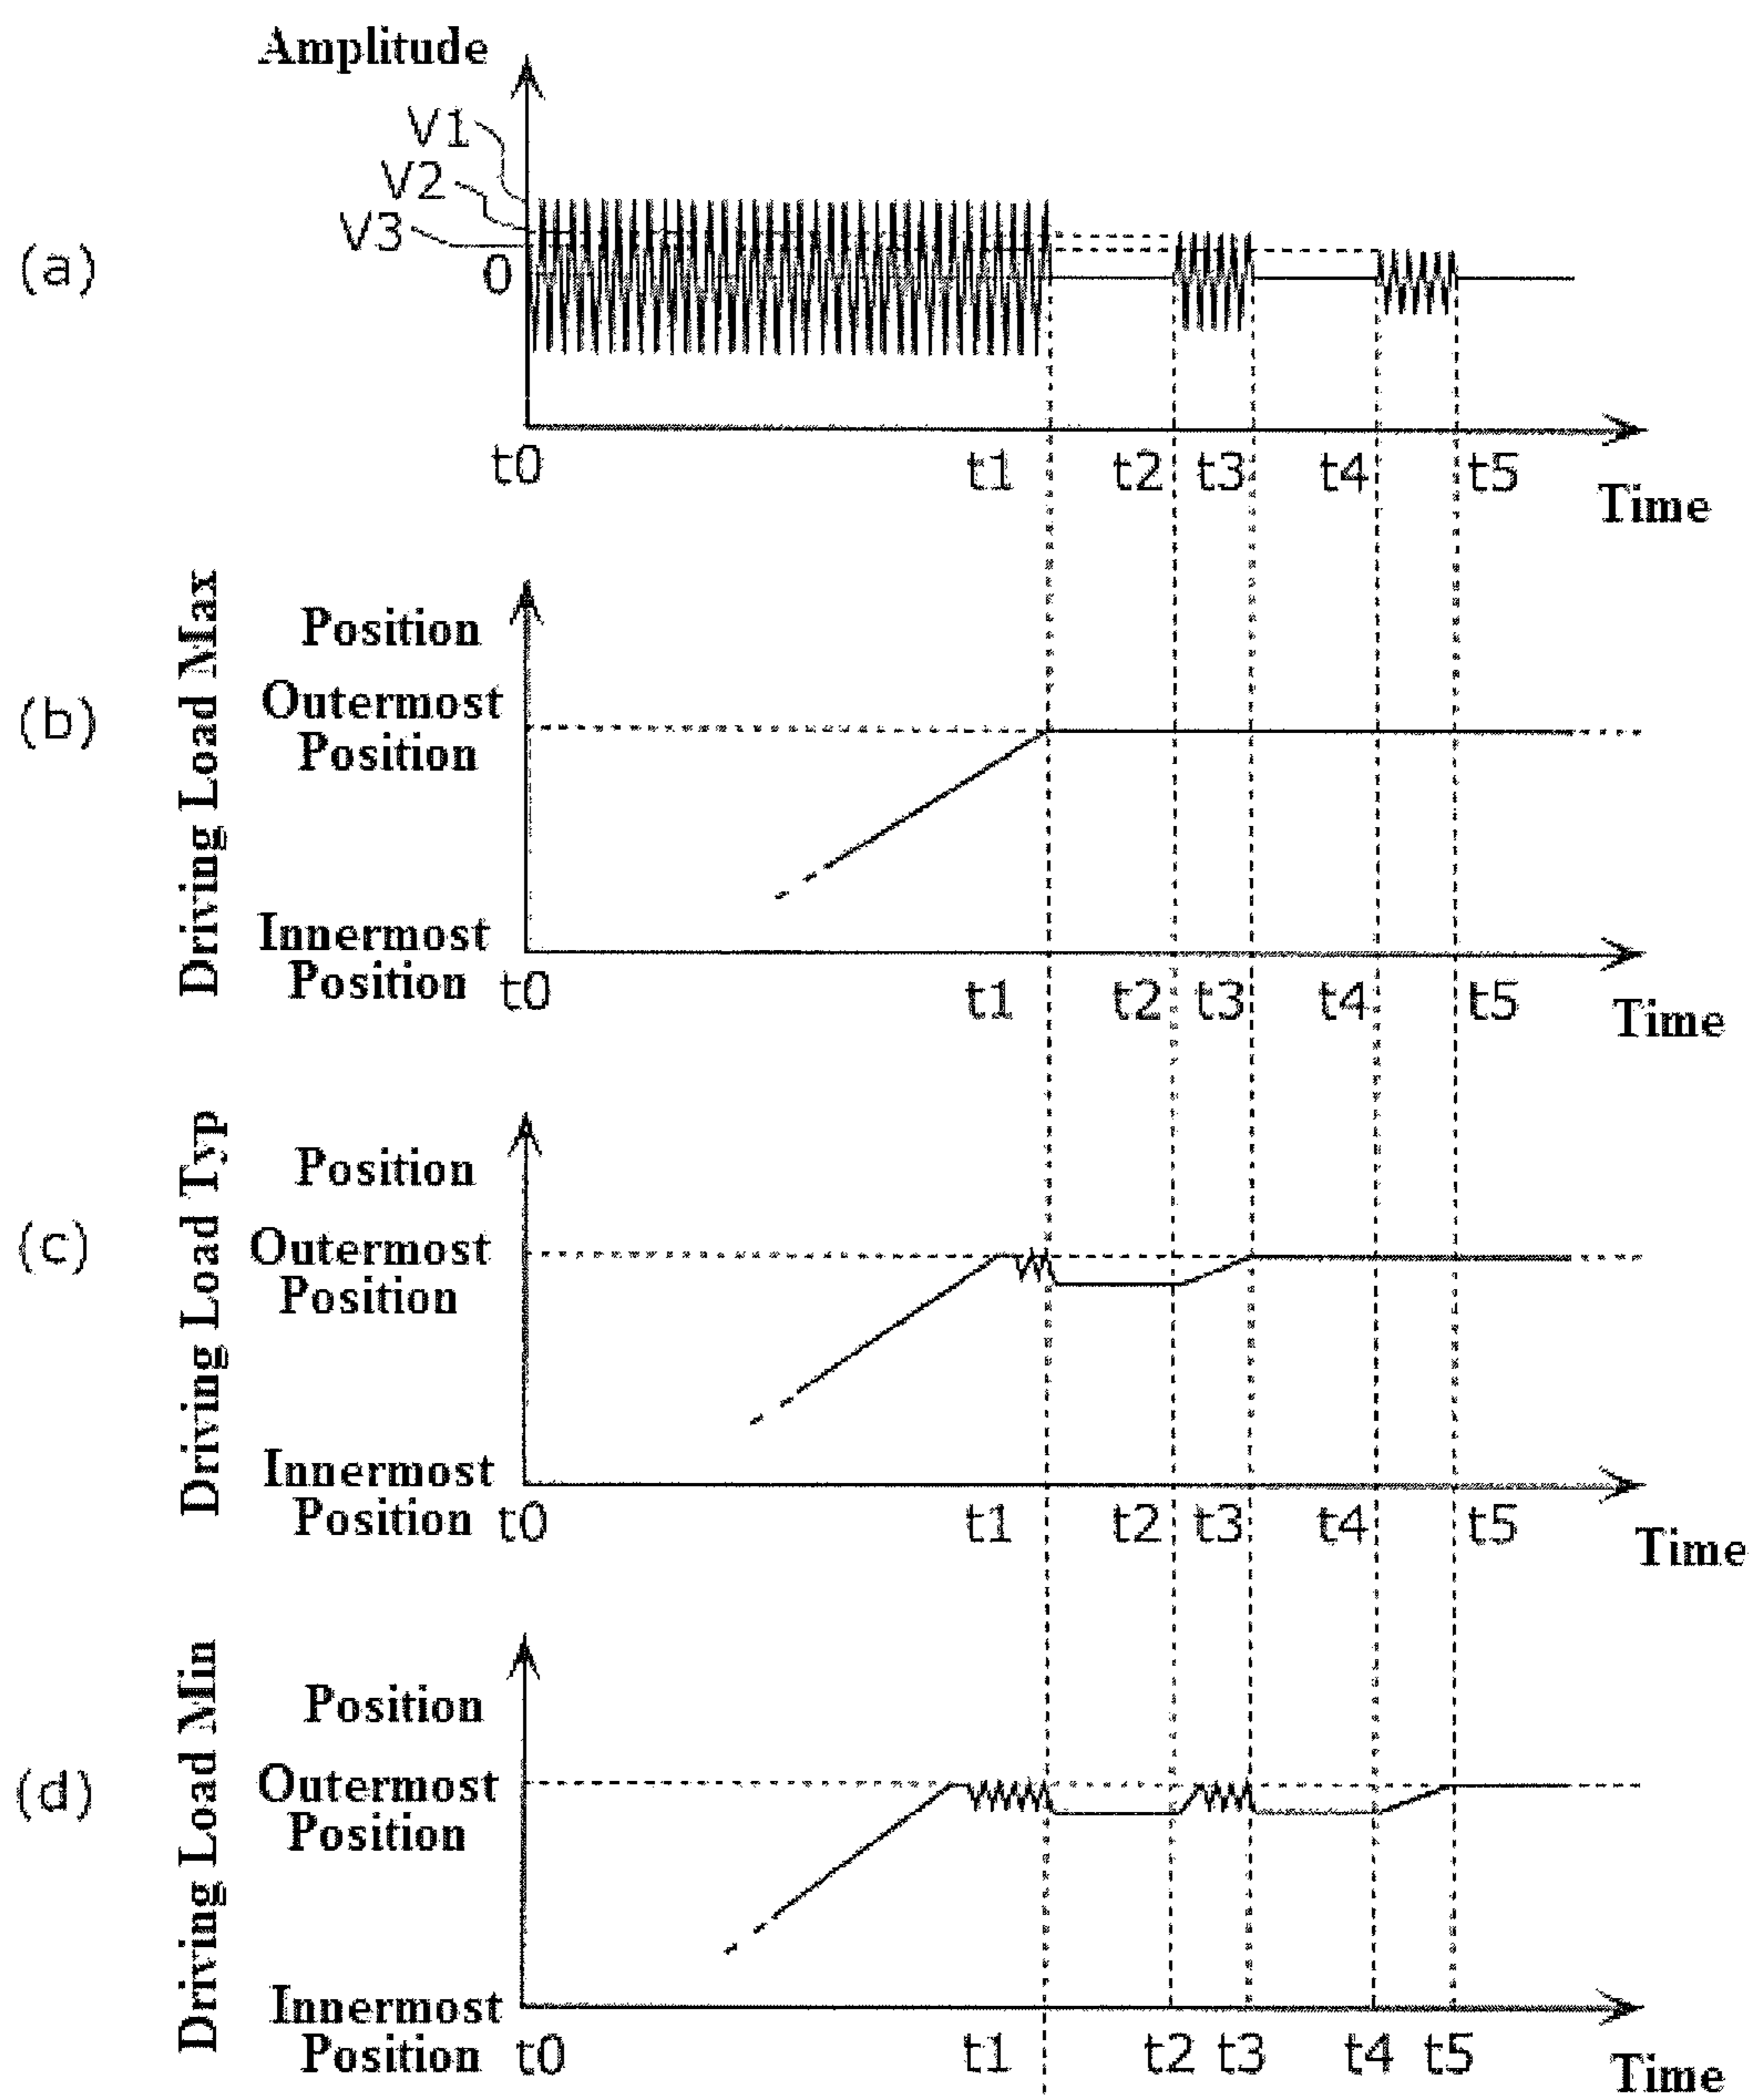 Amplitude
V1
V2
V3
0
(a)
t0
t1
t2
t3
t4
t5
Time
(b)
Driving Load Max
Position
Outermost
Position
Innermost
Position
t0
t1
t2
t3
t4
t5
Time
(c)
Driving Load Typ
Position
Outermost
Position
Innermost
Position
t0
t1
t2
t3
t4
t5
Time
(d)
Driving Load Min
Position
Outermost
Position
Innermost
Position
t0
t1
t2
t3
t4
t5
Time